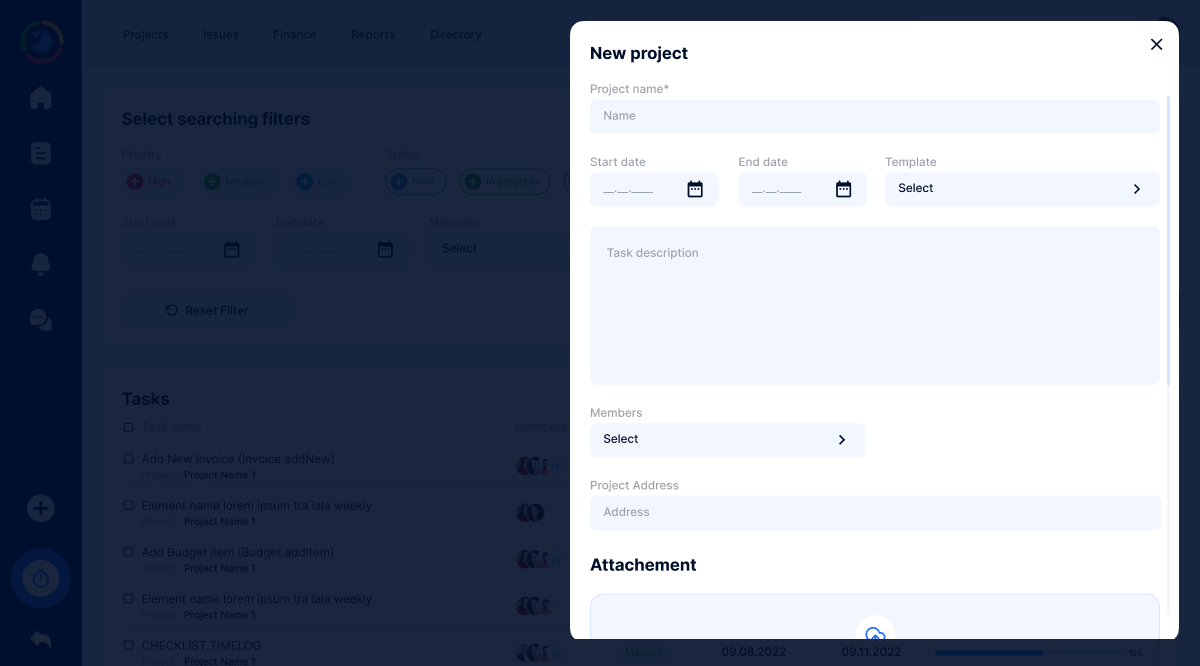 Projects Issues Finance Reports Directory
Select searching filters
Priority Status
High Medium Low New In progress
Start date End date Members
__.__.____ __.__.____ Select
Reset Filter
Tasks
Task name Members
Add New Invoice (Invoice.addNew)
Project: Project Name 1
+5
Element name lorem ipsum tra lala weekly
Project: Project Name 1
Add Budget item (Budget.addItem)
Project: Project Name 1
+5
Element name lorem ipsum tra lala weekly
Project: Project Name 1
CHECKLIST TIMELOG
Project: Project Name 1
Medium 09.08.2022 09.11.2022 10%
New project
Project name*
Name
Start date End date Template
__.__.____ __.__.____ Select
Task description
Members
Select
Project Address
Address
Attachement